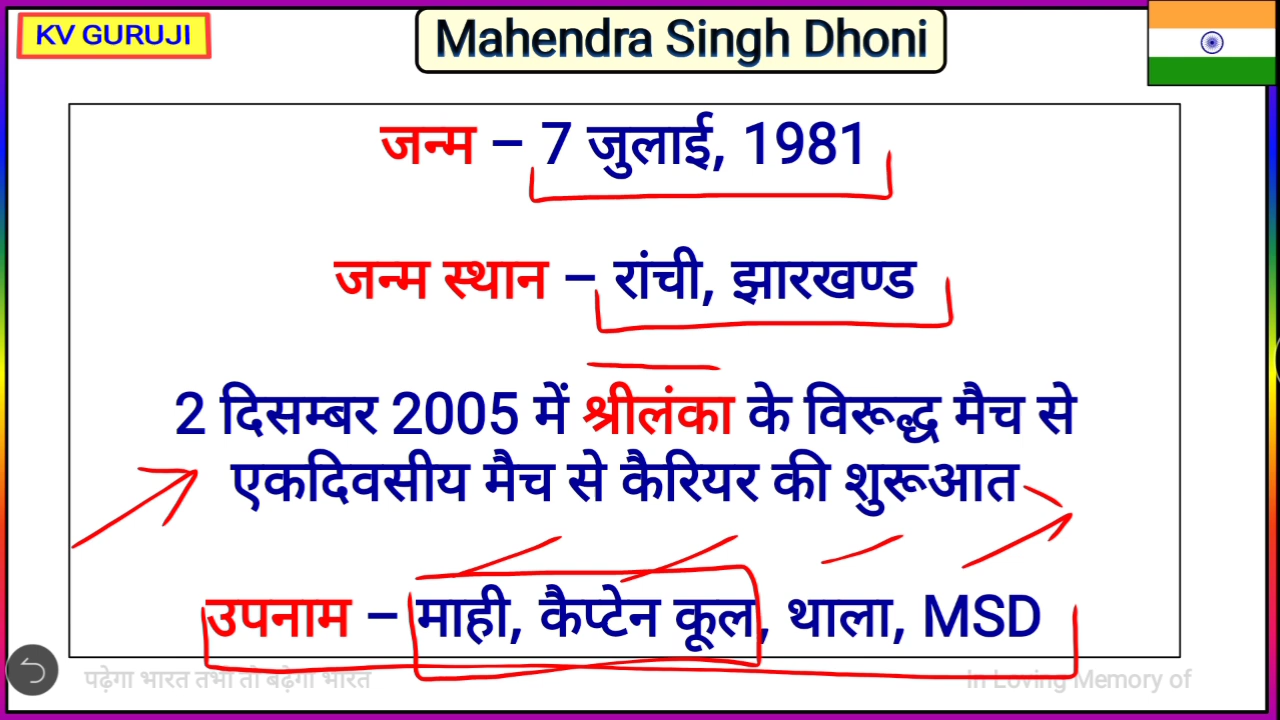 KV GURUJI
Mahendra Singh Dhoni
जन्म – 7 जुलाई, 1981
जन्म स्थान – रांची, झारखण्ड
2 दिसम्बर 2005 में श्रीलंका के विरूद्ध मैच से
एकदिवसीय मैच से कैरियर की शुरूआत
उपनाम – माही, कैप्टेन कूल, थाला, MSD
पढ़ेगा भारत तभी तो बढ़ेगा भारत
In Loving Memory of